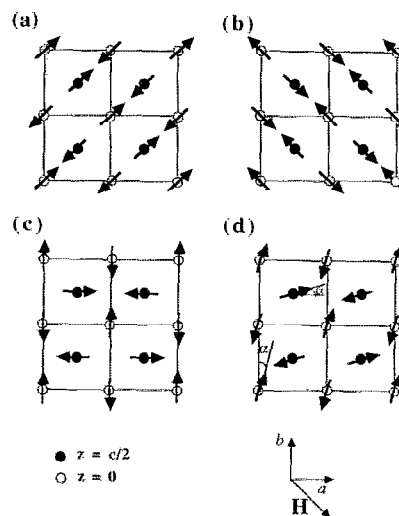 (a) (b)
(c) (d)
α
α
z = c/2
z = 0
b
a
H